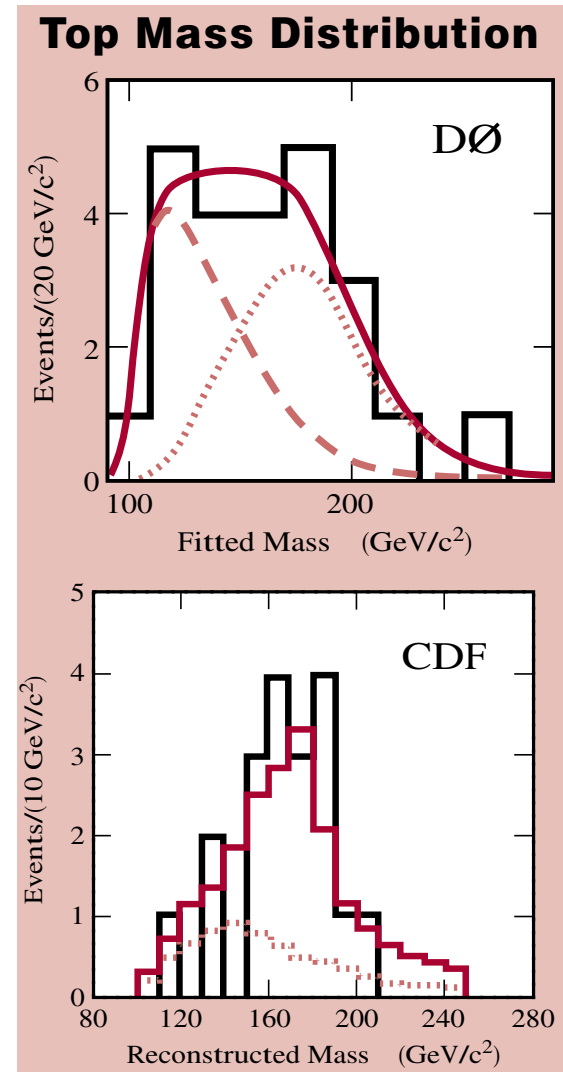 Top Mass Distribution
6
4
2
0
Events/(20 GeV/c²)
DØ
100 200
Fitted Mass (GeV/c²)
5
4
3
2
1
0
Events/(10 GeV/c²)
CDF
80 120 160 200 240 280
Reconstructed Mass (GeV/c²)